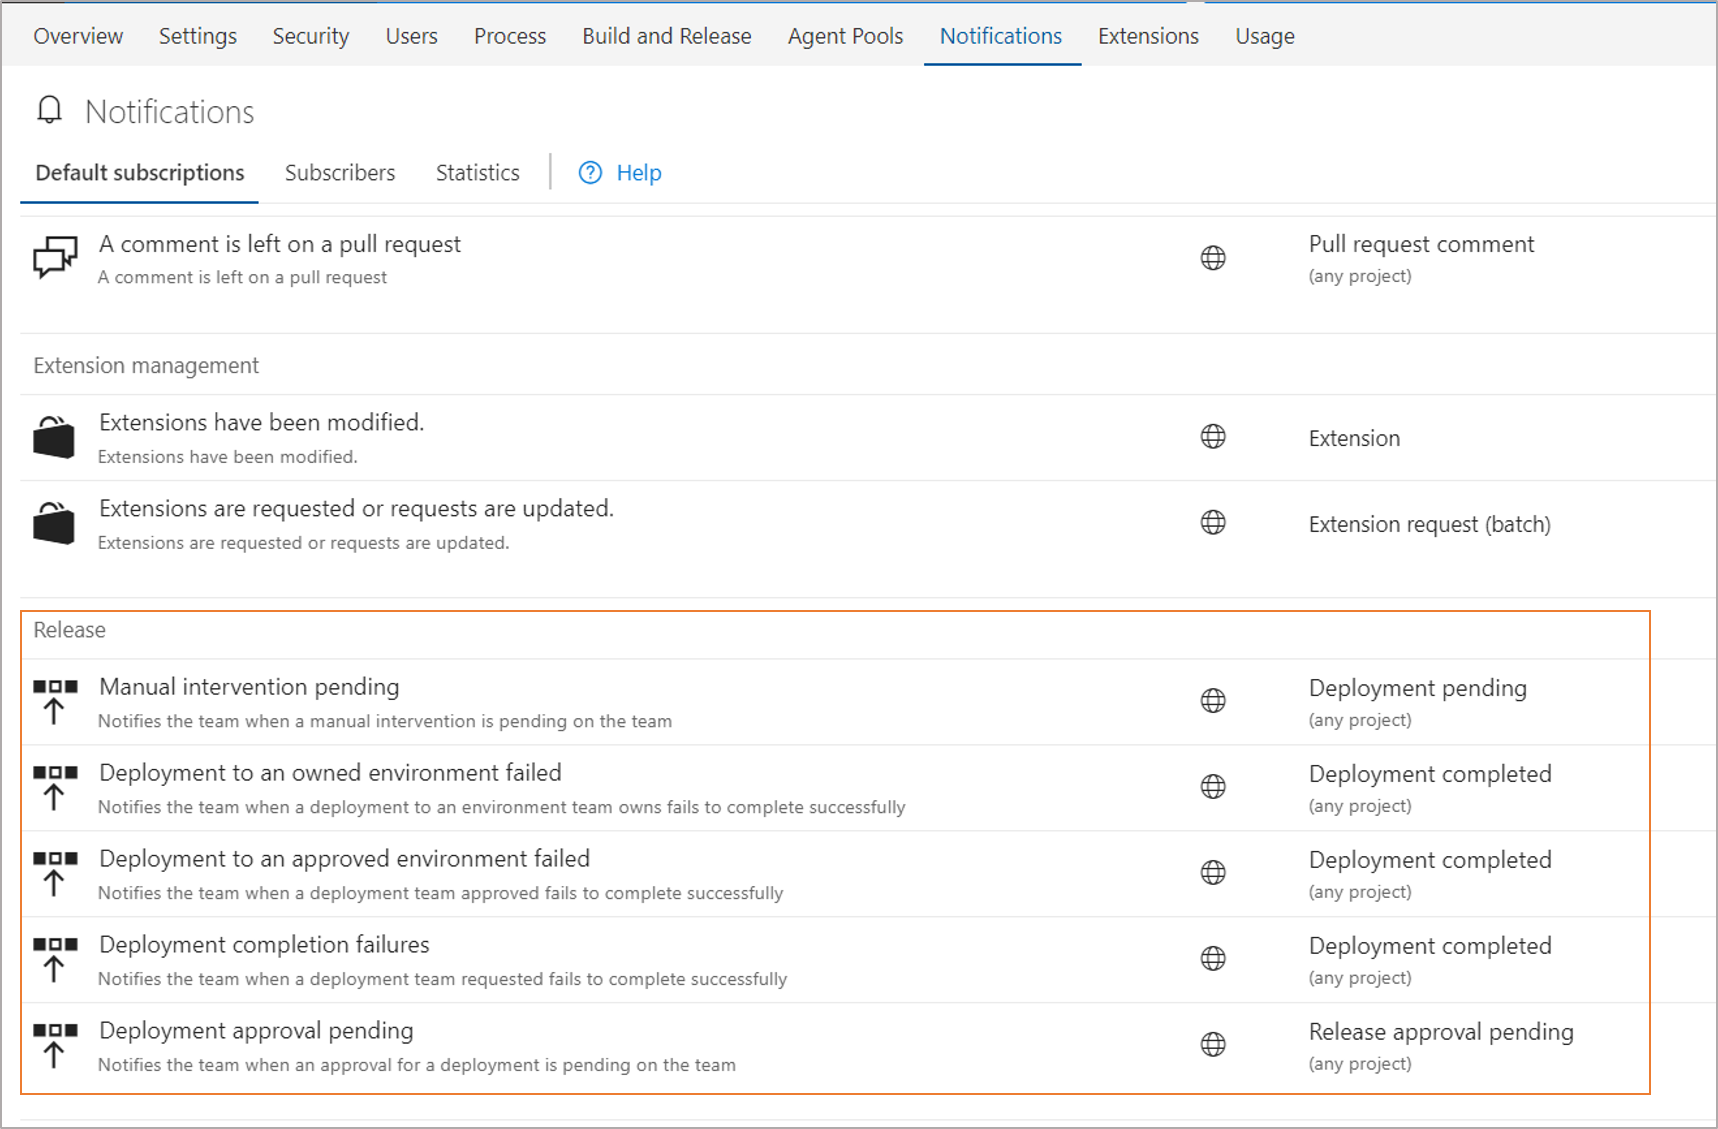 Overview Settings Security Users Process Build and Release Agent Pools Notifications Extensions Usage
Notifications
Default subscriptions Subscribers Statistics Help
A comment is left on a pull request Pull request comment
A comment is left on a pull request (any project)
Extension management
Extensions have been modified. Extension
Extensions have been modified.
Extensions are requested or requests are updated. Extension request (batch)
Extensions are requested or requests are updated.
Release
Manual intervention pending Deployment pending
Notifies the team when a manual intervention is pending on the team (any project)
Deployment to an owned environment failed Deployment completed
Notifies the team when a deployment to an environment team owns fails to complete successfully (any project)
Deployment to an approved environment failed Deployment completed
Notifies the team when a deployment team approved fails to complete successfully (any project)
Deployment completion failures Deployment completed
Notifies the team when a deployment team requested fails to complete successfully (any project)
Deployment approval pending Release approval pending
Notifies the team when an approval for a deployment is pending on the team (any project)